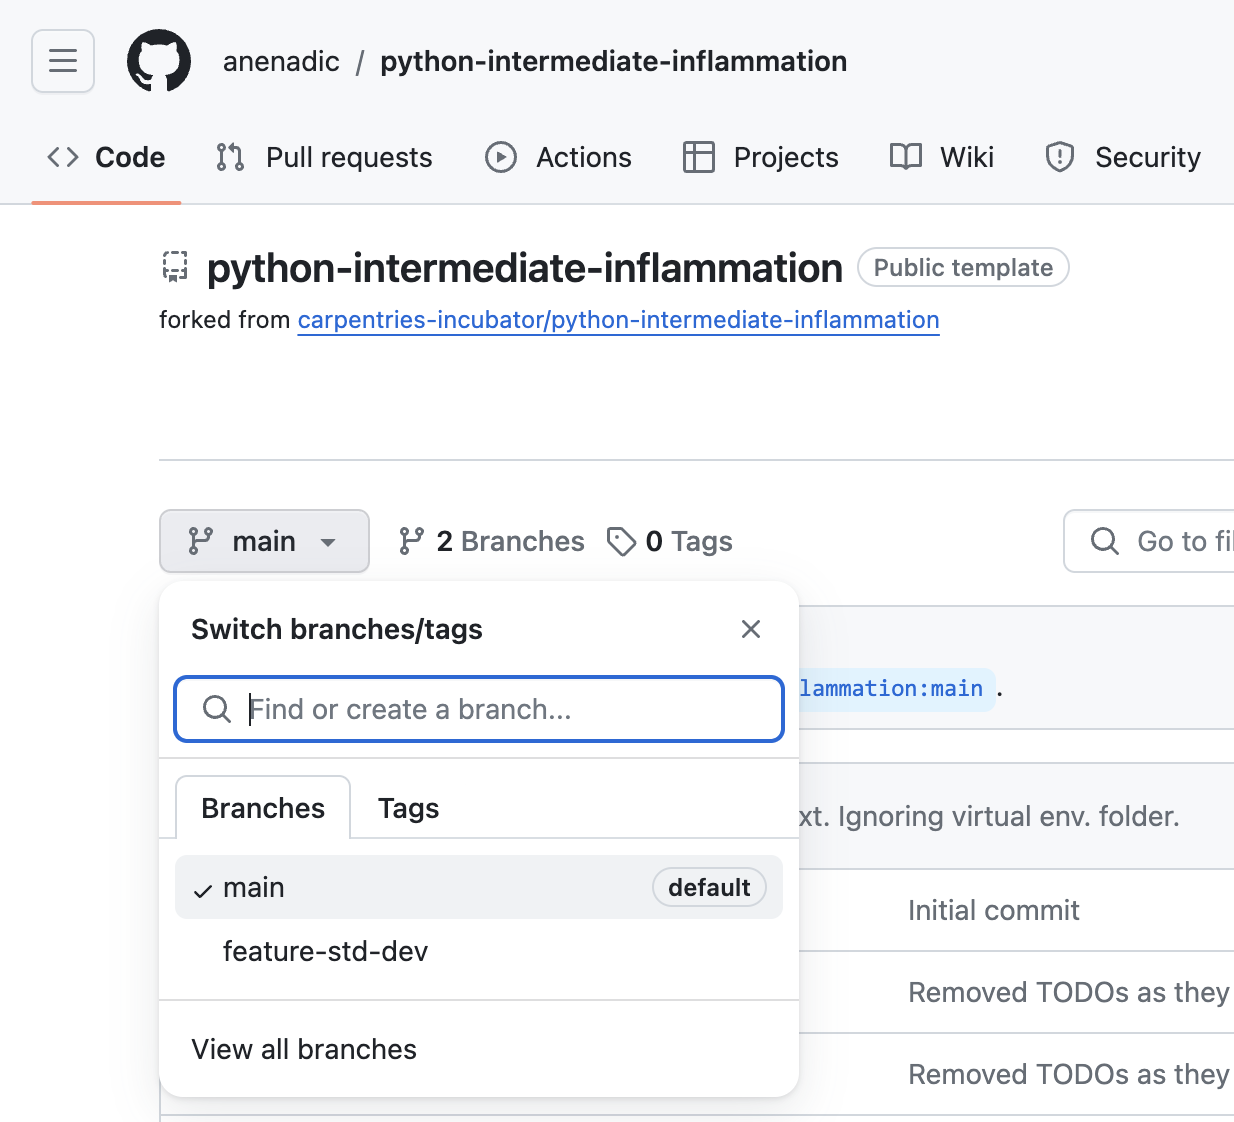 anenadic / python-intermediate-inflammation
Code Pull requests Actions Projects Wiki Security
python-intermediate-inflammation Public template
forked from carpentries-incubator/python-intermediate-inflammation
main 2 Branches 0 Tags Go to
Switch branches/tags
lammation:main .
Find or create a branch...
Branches Tags
xt. Ignoring virtual env. folder.
main default
Initial commit
feature-std-dev
Removed TODOs as they
View all branches
Removed TODOs as they